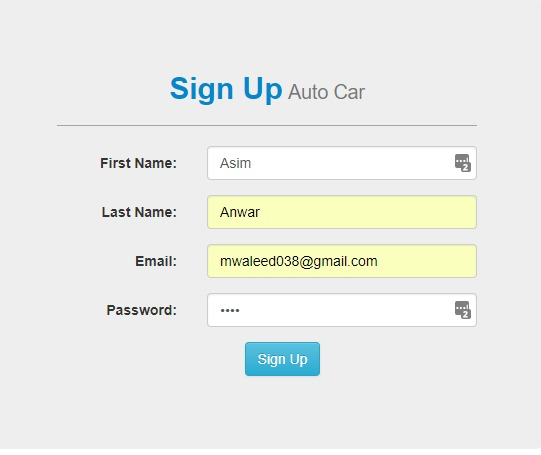 Sign Up Auto Car
First Name: Asim
Last Name: Anwar
Email: mwaleed038@gmail.com
Password: ••••
Sign Up